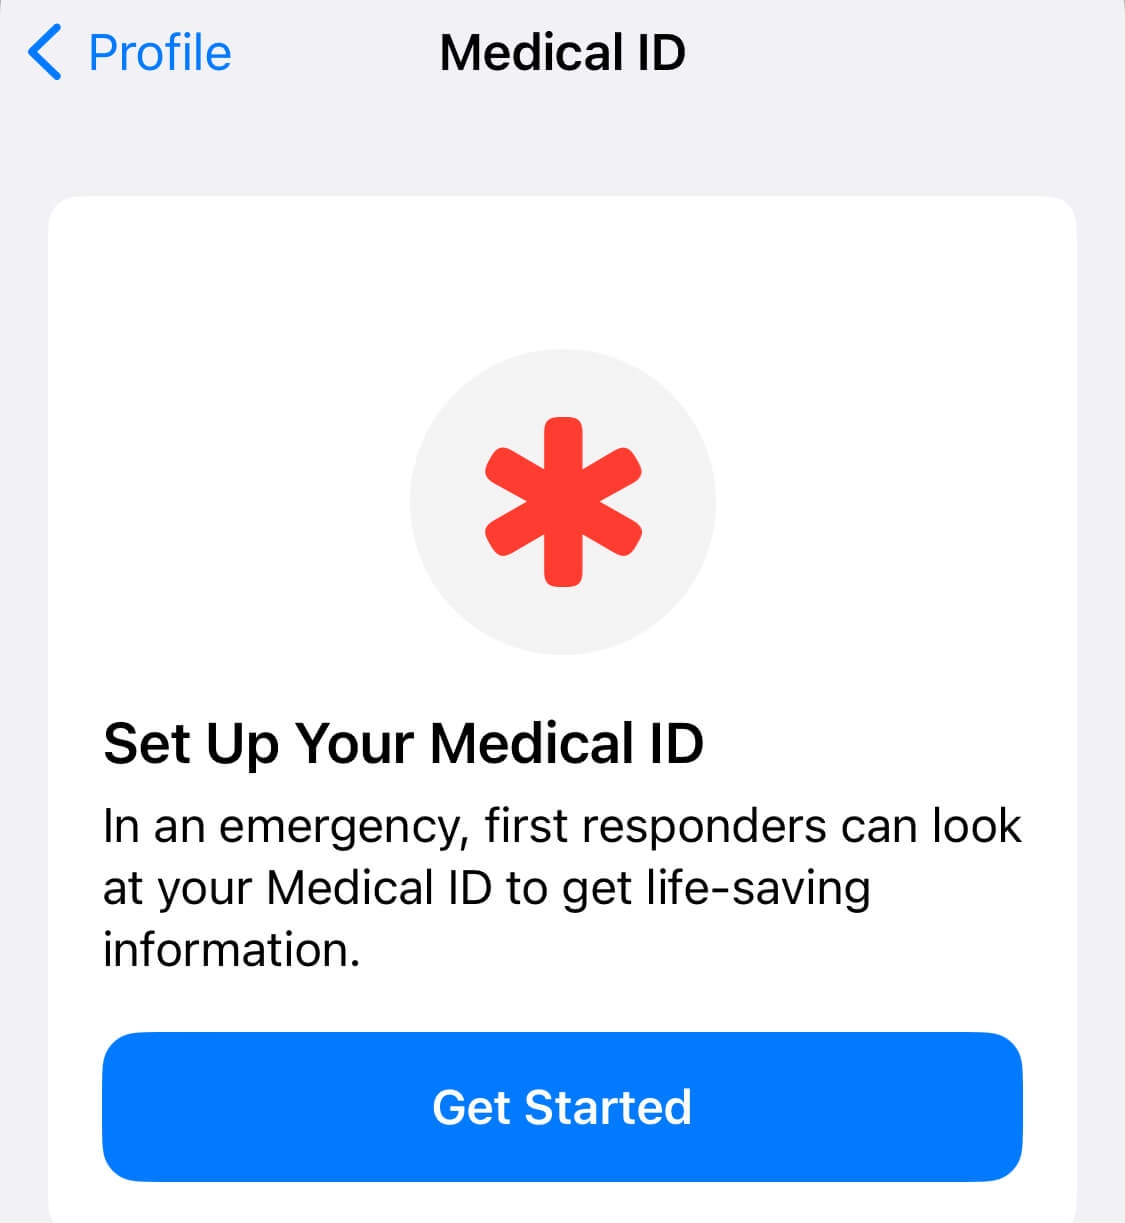 Profile
Medical ID
Set Up Your Medical ID
In an emergency, first responders can look
at your Medical ID to get life-saving
information.
Get Started